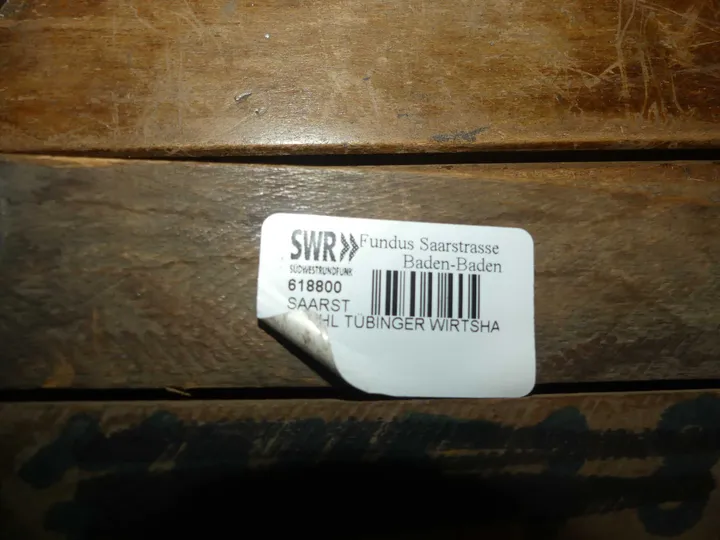 SWR» Fundus Saarstrasse
SÜDWESTRUNDFUNK Baden-Baden
618800
SAARST
HL TÜBINGER WIRTSHA